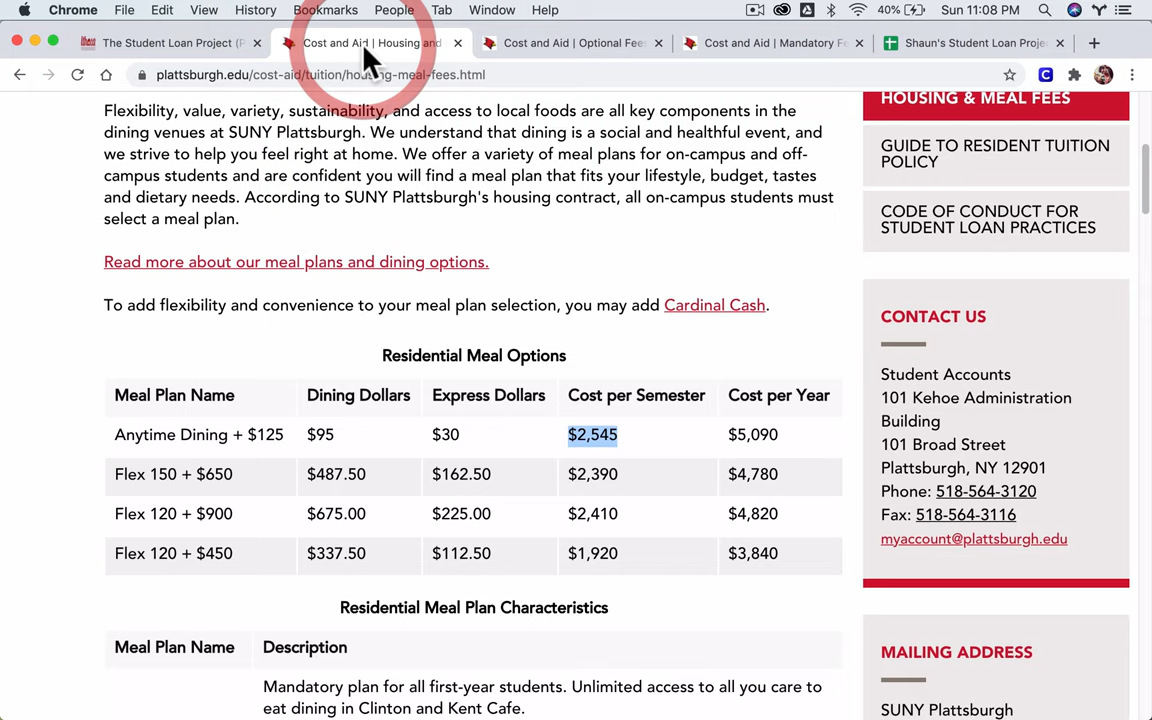 Chrome File Edit View History Bookmarks People Tab Window Help 40% Sun 11:08 PM
The Student Loan Project (P Cost and Aid | Housing and Cost and Aid | Optional Fees Cost and Aid | Mandatory F Shaun's Student Loan Proje
plattsburgh.edu/cost-aid/tuition/housing-meal-fees.html
Flexibility, value, variety, sustainability, and access to local foods are all key components in the
dining venues at SUNY Plattsburgh. We understand that dining is a social and healthful event, and
we strive to help you feel right at home. We offer a variety of meal plans for on-campus and off-
campus students and are confident you will find a meal plan that fits your lifestyle, budget, tastes
and dietary needs. According to SUNY Plattsburgh's housing contract, all on-campus students must
select a meal plan.
Read more about our meal plans and dining options.
To add flexibility and convenience to your meal plan selection, you may add Cardinal Cash.
Residential Meal Options
Meal Plan Name Dining Dollars Express Dollars Cost per Semester Cost per Year
Anytime Dining + $125 $95 $30 $2,545 $5,090
Flex 150 + $650 $487.50 $162.50 $2,390 $4,780
Flex 120 + $900 $675.00 $225.00 $2,410 $4,820
Flex 120 + $450 $337.50 $112.50 $1,920 $3,840
Residential Meal Plan Characteristics
Meal Plan Name Description
Mandatory plan for all first-year students. Unlimited access to all you care to
eat dining in Clinton and Kent Cafe.
HOUSING & MEAL FEES
GUIDE TO RESIDENT TUITION
POLICY
CODE OF CONDUCT FOR
STUDENT LOAN PRACTICES
CONTACT US
Student Accounts
101 Kehoe Administration
Building
101 Broad Street
Plattsburgh, NY 12901
Phone: 518-564-3120
Fax: 518-564-3116
myaccount@plattsburgh.edu
MAILING ADDRESS
SUNY Plattsburgh